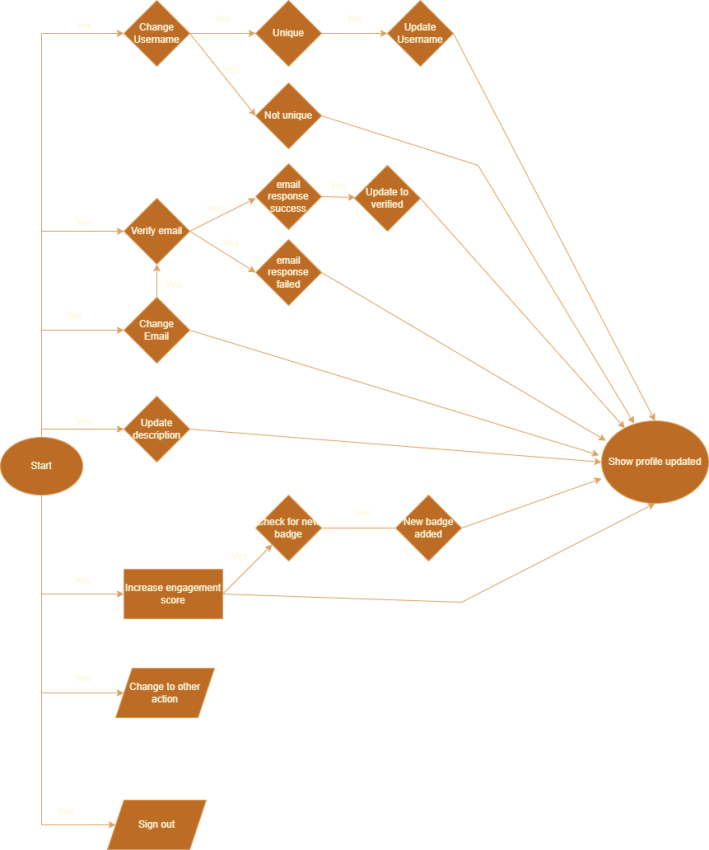 Change
Username
Yes
Yes
Unique
Yes
Update
Username
Yes
Not unique
Yes
Verify email
Yes
email
response
success
Yes
Update to
verified
Yes
email
response
failed
Yes
Yes
Change
Email
Yes
Update
description
Start
Show profile updated
Check for new
badge
Yes
New badge
added
Yes
Yes
Increase engagement
score
Yes
Change to other
action
Yes
Sign out